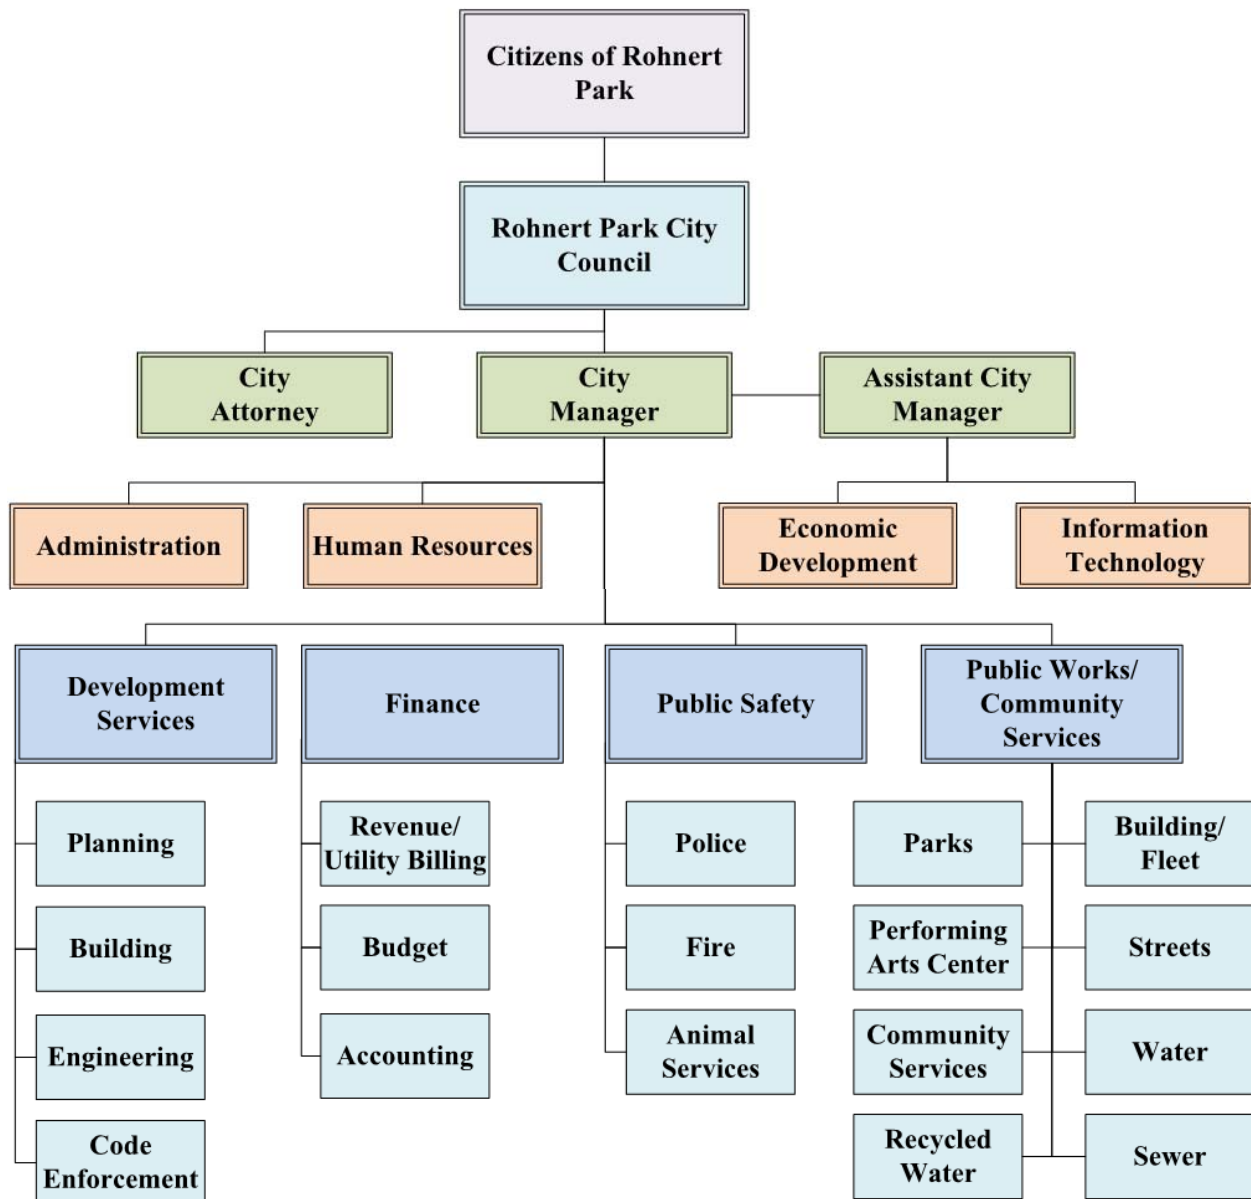 Citizens of Rohnert
Park
Rohnert Park City
Council
City
Attorney
City
Manager
Assistant City
Manager
Administration
Human Resources
Economic
Development
Information
Technology
Development
Services
Finance
Public Safety
Public Works/
Community
Services
Planning
Building
Engineering
Code
Enforcement
Revenue/
Utility Billing
Budget
Accounting
Police
Fire
Animal
Services
Parks
Performing
Arts Center
Community
Services
Recycled
Water
Building/
Fleet
Streets
Water
Sewer